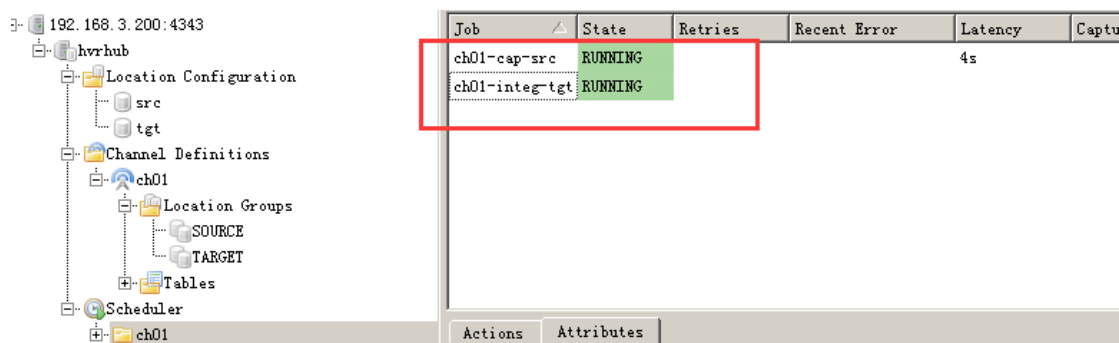 192.168.3.200:4343
hvrhub
Location Configuration
src
tgt
Channel Definitions
ch01
Location Groups
SOURCE
TARGET
Tables
Scheduler
ch01
Job State Retries Recent Error Latency Captu
ch01-cap-src RUNNING 4s
ch01-integ-tgt RUNNING
Actions Attributes